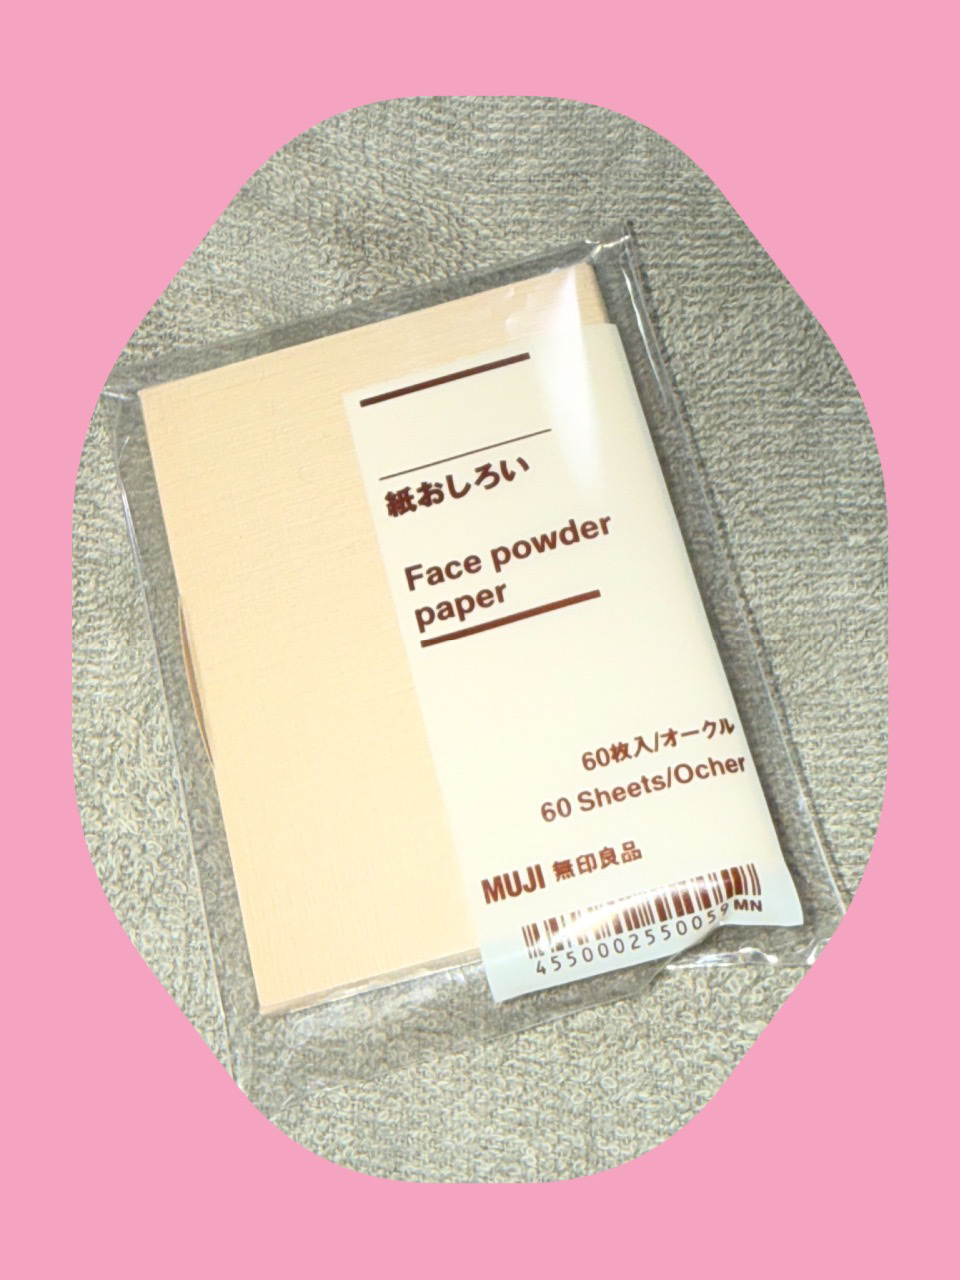 紙おしろい
Face powder
paper
60枚入/オークル
60 Sheets/Ocher
MUJI 無印良品
4550002550059 MN